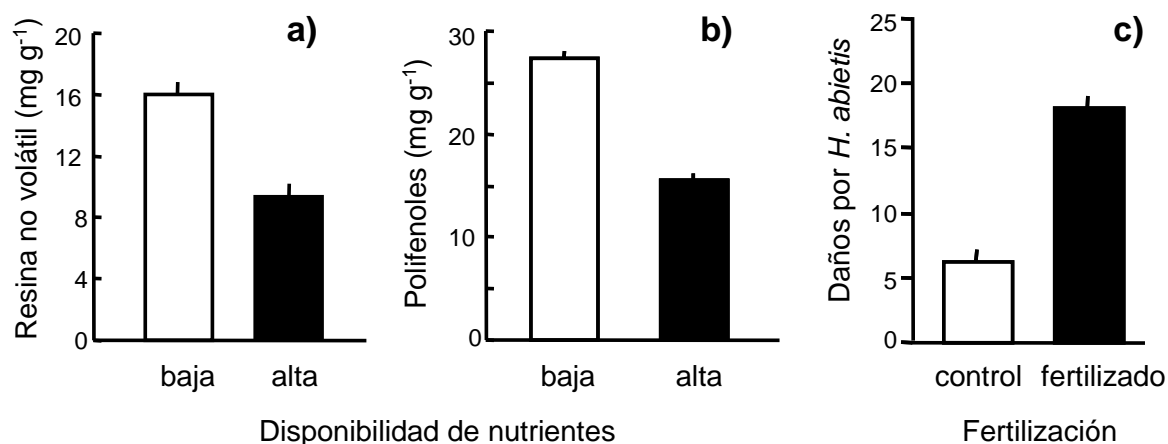 a)
Resina no volátil (mg g-1)
20
16
12
8
4
0
baja alta
b)
Polifenoles (mg g-1)
30
20
10
0
baja alta
Disponibilidad de nutrientes
c)
Daños por H. abietis
25
20
15
10
5
0
control fertilizado
Fertilización